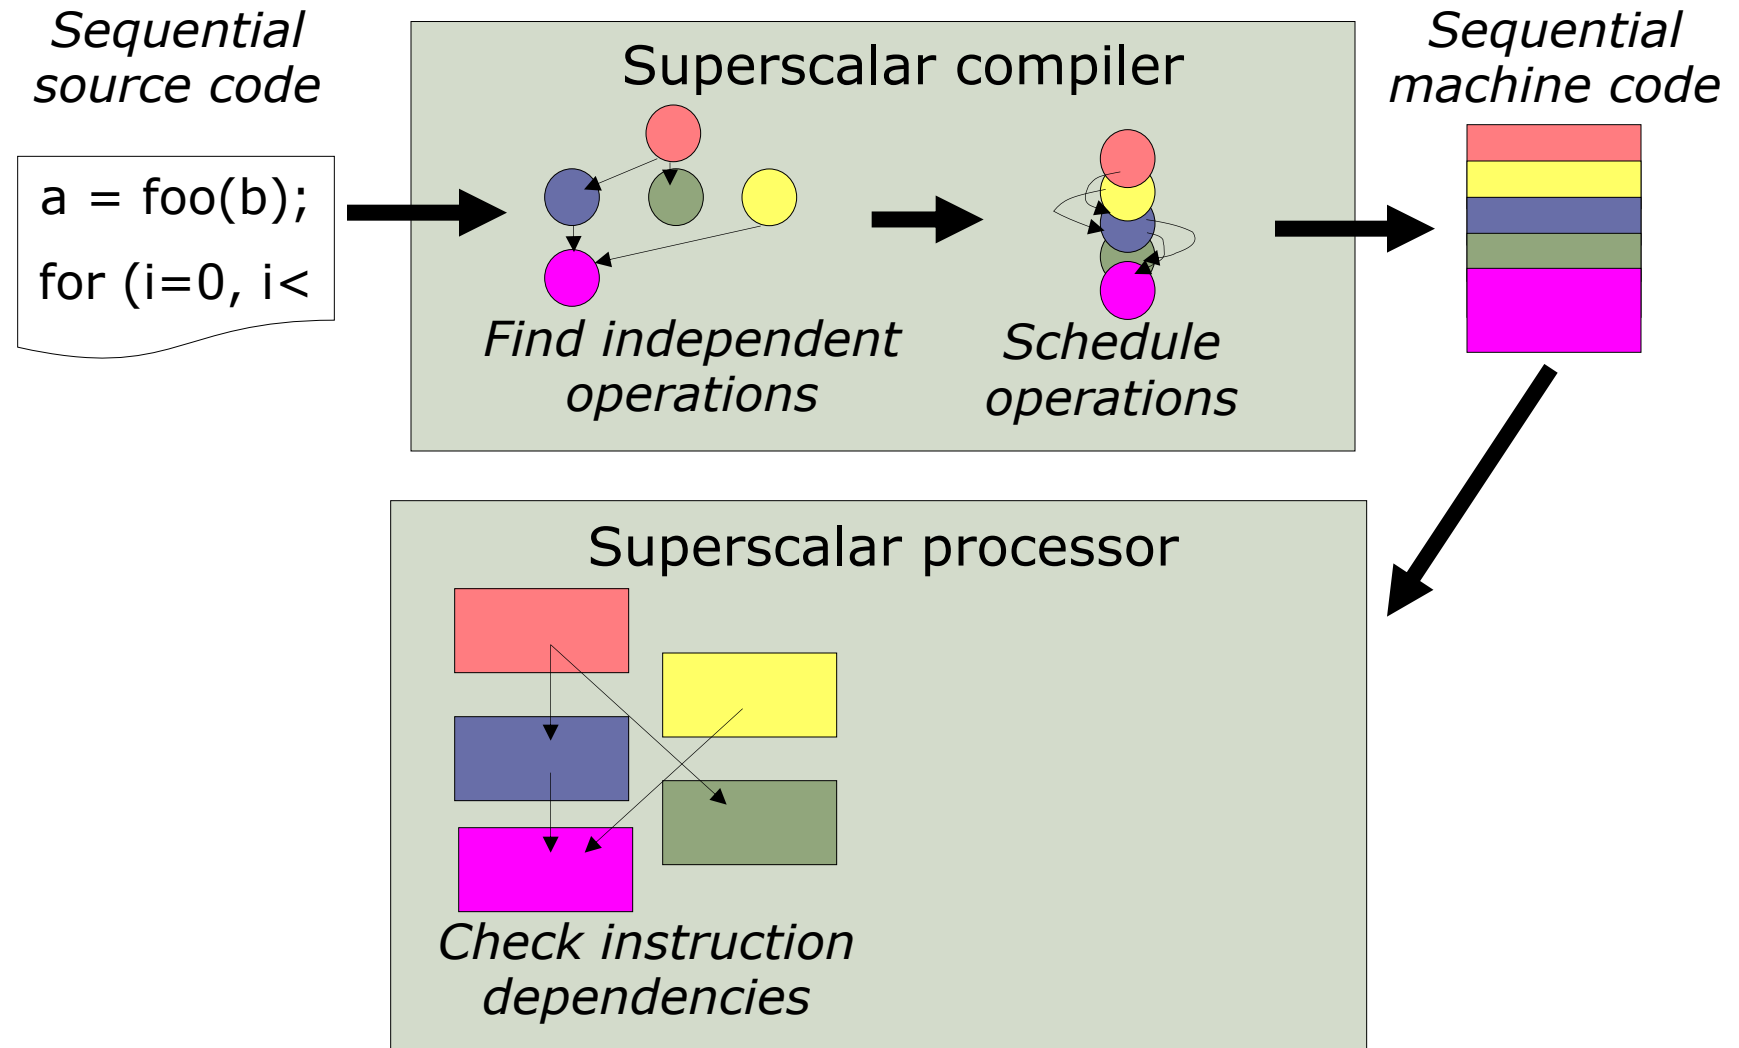 Sequential
source code
a = foo(b);
for (i=0, i<
Superscalar compiler
Find independent
operations
Schedule
operations
Sequential
machine code
Superscalar processor
Check instruction
dependencies